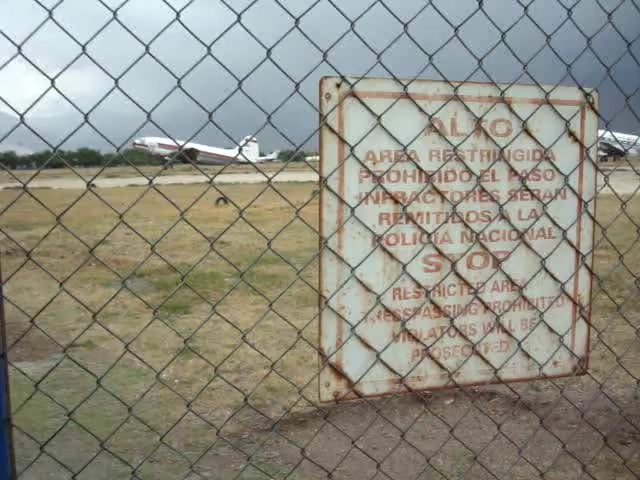 ALTO
AREA RESTRINGIDA
PROHIBIDO EL PASO
INFRACTORES SERAN
REMITIDOS A LA
POLICIA NACIONAL
STOP
RESTRICTED AREA
TRESSPASSING PROHIBITED
VIOLATORS WILL BE
PROSECUTED